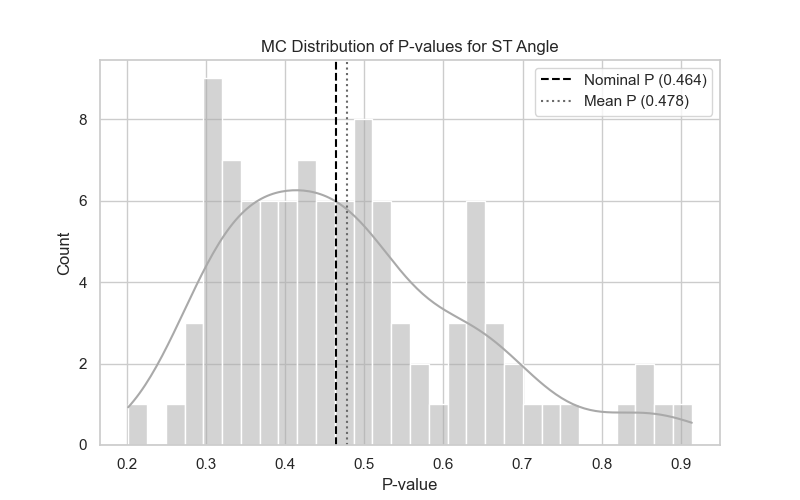 MC Distribution of P-values for ST Angle
Nominal P (0.464)
Mean P (0.478)
8
6
4
2
0
Count
0.2 0.3 0.4 0.5 0.6 0.7 0.8 0.9
P-value